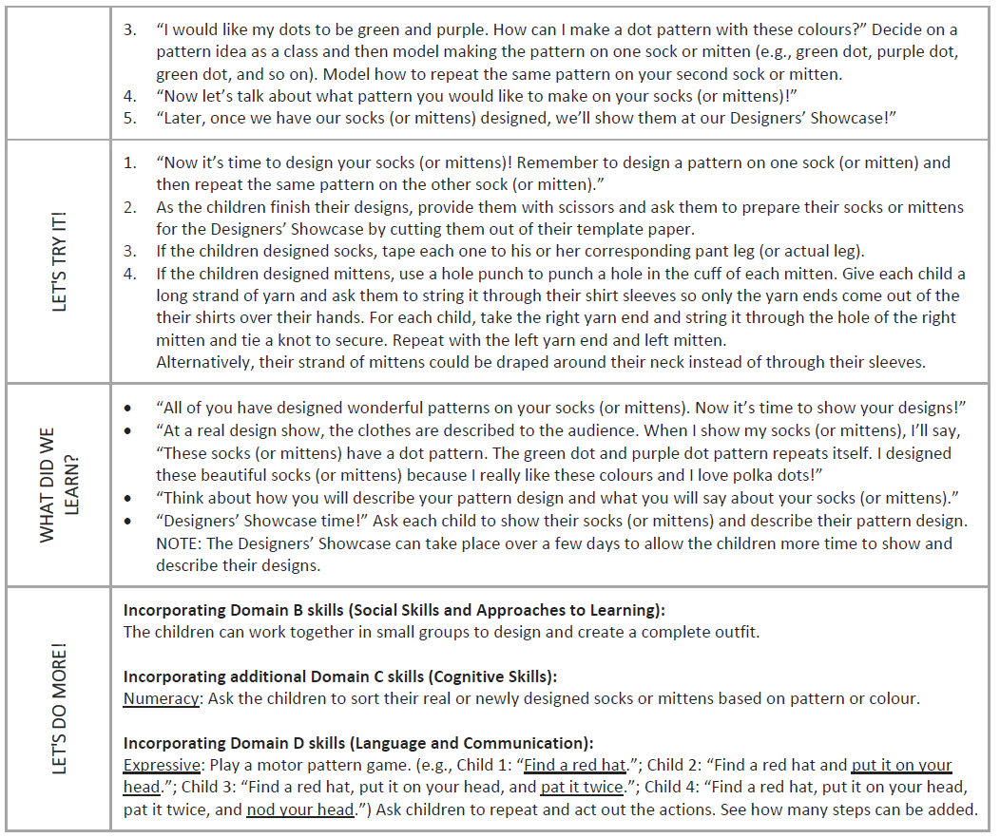 3. “I would like my dots to be green and purple. How can I make a dot pattern with these colours?” Decide on a
pattern idea as a class and then model making the pattern on one sock or mitten (e.g., green dot, purple dot,
green dot, and so on). Model how to repeat the same pattern on your second sock or mitten.
4. “Now let’s talk about what pattern you would like to make on your socks (or mittens)!”
5. “Later, once we have our socks (or mittens) designed, we’ll show them at our Designers’ Showcase!”
LET'S TRY IT!
1. “Now it’s time to design your socks (or mittens)! Remember to design a pattern on one sock (or mitten) and
then repeat the same pattern on the other sock (or mitten).”
2. As the children finish their designs, provide them with scissors and ask them to prepare their socks or mittens
for the Designers’ Showcase by cutting them out of their template paper.
3. If the children designed socks, tape each one to his or her corresponding pant leg (or actual leg).
4. If the children designed mittens, use a hole punch to punch a hole in the cuff of each mitten. Give each child a
long strand of yarn and ask them to string it through their shirt sleeves so only the yarn ends come out of the
their shirts over their hands. For each child, take the right yarn end and string it through the hole of the right
mitten and tie a knot to secure. Repeat with the left yarn end and left mitten.
Alternatively, their strand of mittens could be draped around their neck instead of through their sleeves.
WHAT DID WE
LEARN?
• “All of you have designed wonderful patterns on your socks (or mittens). Now it’s time to show your designs!”
• “At a real design show, the clothes are described to the audience. When I show my socks (or mittens), I’ll say,
“These socks (or mittens) have a dot pattern. The green dot and purple dot pattern repeats itself. I designed
these beautiful socks (or mittens) because I really like these colours and I love polka dots!”
• “Think about how you will describe your pattern design and what you will say about your socks (or mittens).”
• “Designers’ Showcase time!” Ask each child to show their socks (or mittens) and describe their pattern design.
NOTE: The Designers’ Showcase can take place over a few days to allow the children more time to show and
describe their designs.
LET'S DO MORE!
Incorporating Domain B skills (Social Skills and Approaches to Learning):
The children can work together in small groups to design and create a complete outfit.
Incorporating additional Domain C skills (Cognitive Skills):
Numeracy: Ask the children to sort their real or newly designed socks or mittens based on pattern or colour.
Incorporating Domain D skills (Language and Communication):
Expressive: Play a motor pattern game. (e.g., Child 1: “Find a red hat.”; Child 2: “Find a red hat and put it on your
head.”; Child 3: “Find a red hat, put it on your head, and pat it twice.”; Child 4: “Find a red hat, put it on your head,
pat it twice, and nod your head.”) Ask children to repeat and act out the actions. See how many steps can be added.